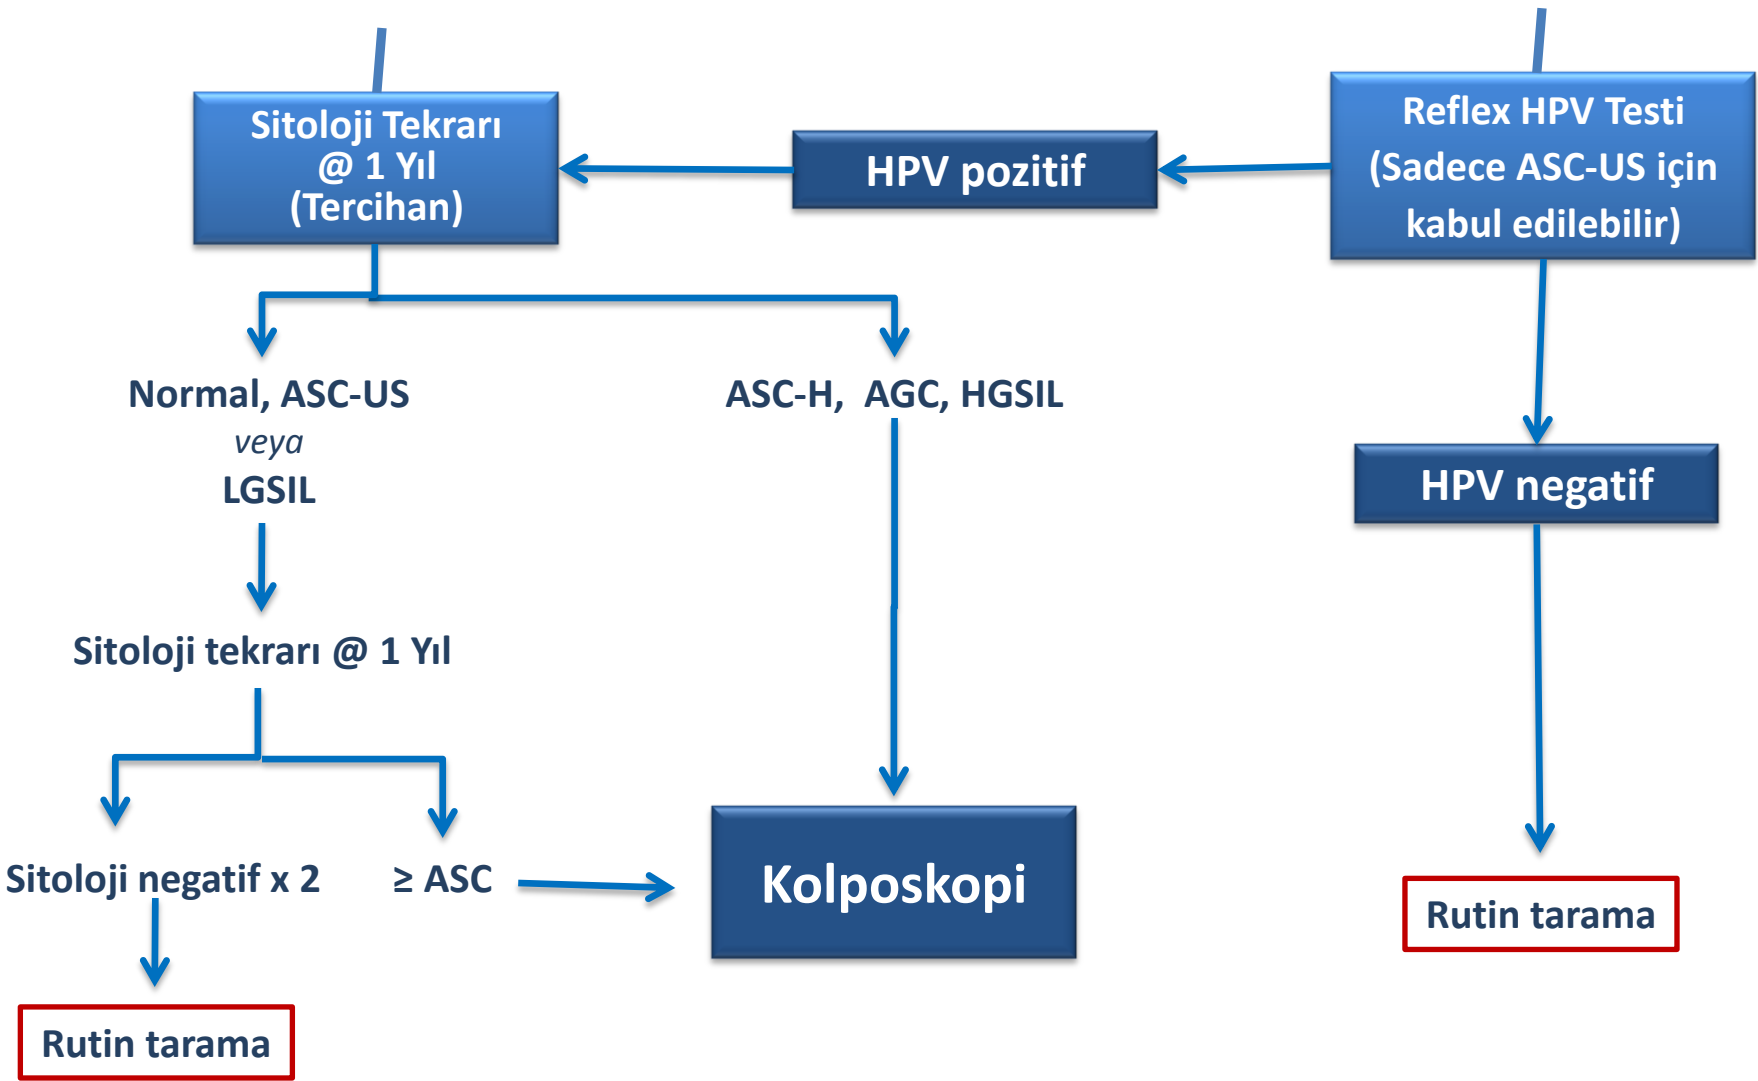 Sitoloji Tekrarı
@ 1 Yıl
(Tercihan)
HPV pozitif
Reflex HPV Testi
(Sadece ASC-US için
kabul edilebilir)
Normal, ASC-US
veya
LGSIL
ASC-H, AGC, HGSIL
HPV negatif
Sitoloji tekrarı @ 1 Yıl
Sitoloji negatif x 2
≥ ASC
Kolposkopi
Rutin tarama
Rutin tarama